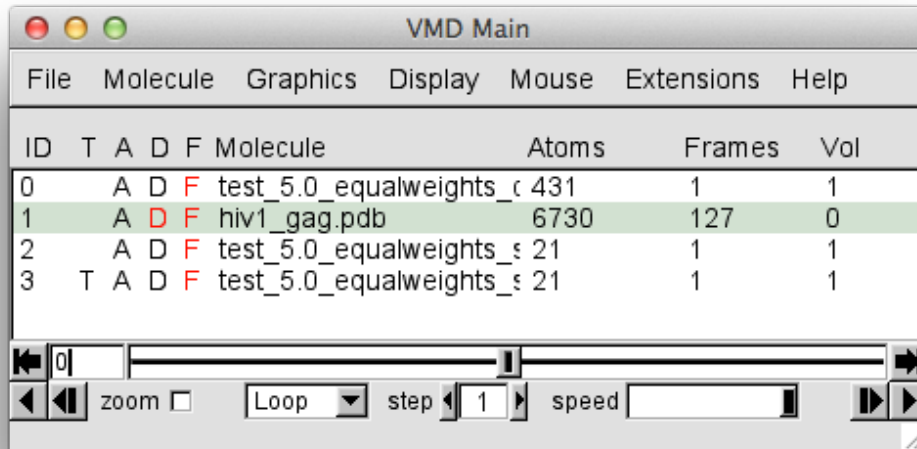 VMD Main
File Molecule Graphics Display Mouse Extensions Help
ID T A D F Molecule Atoms Frames Vol
0 A D F test_5.0_equalweights_ 431 1 1
1 A D F hiv1_gag.pdb 6730 127 0
2 A D F test_5.0_equalweights_s 21 1 1
3 T A D F test_5.0_equalweights_s 21 1 1
0
zoom Loop step 1 speed